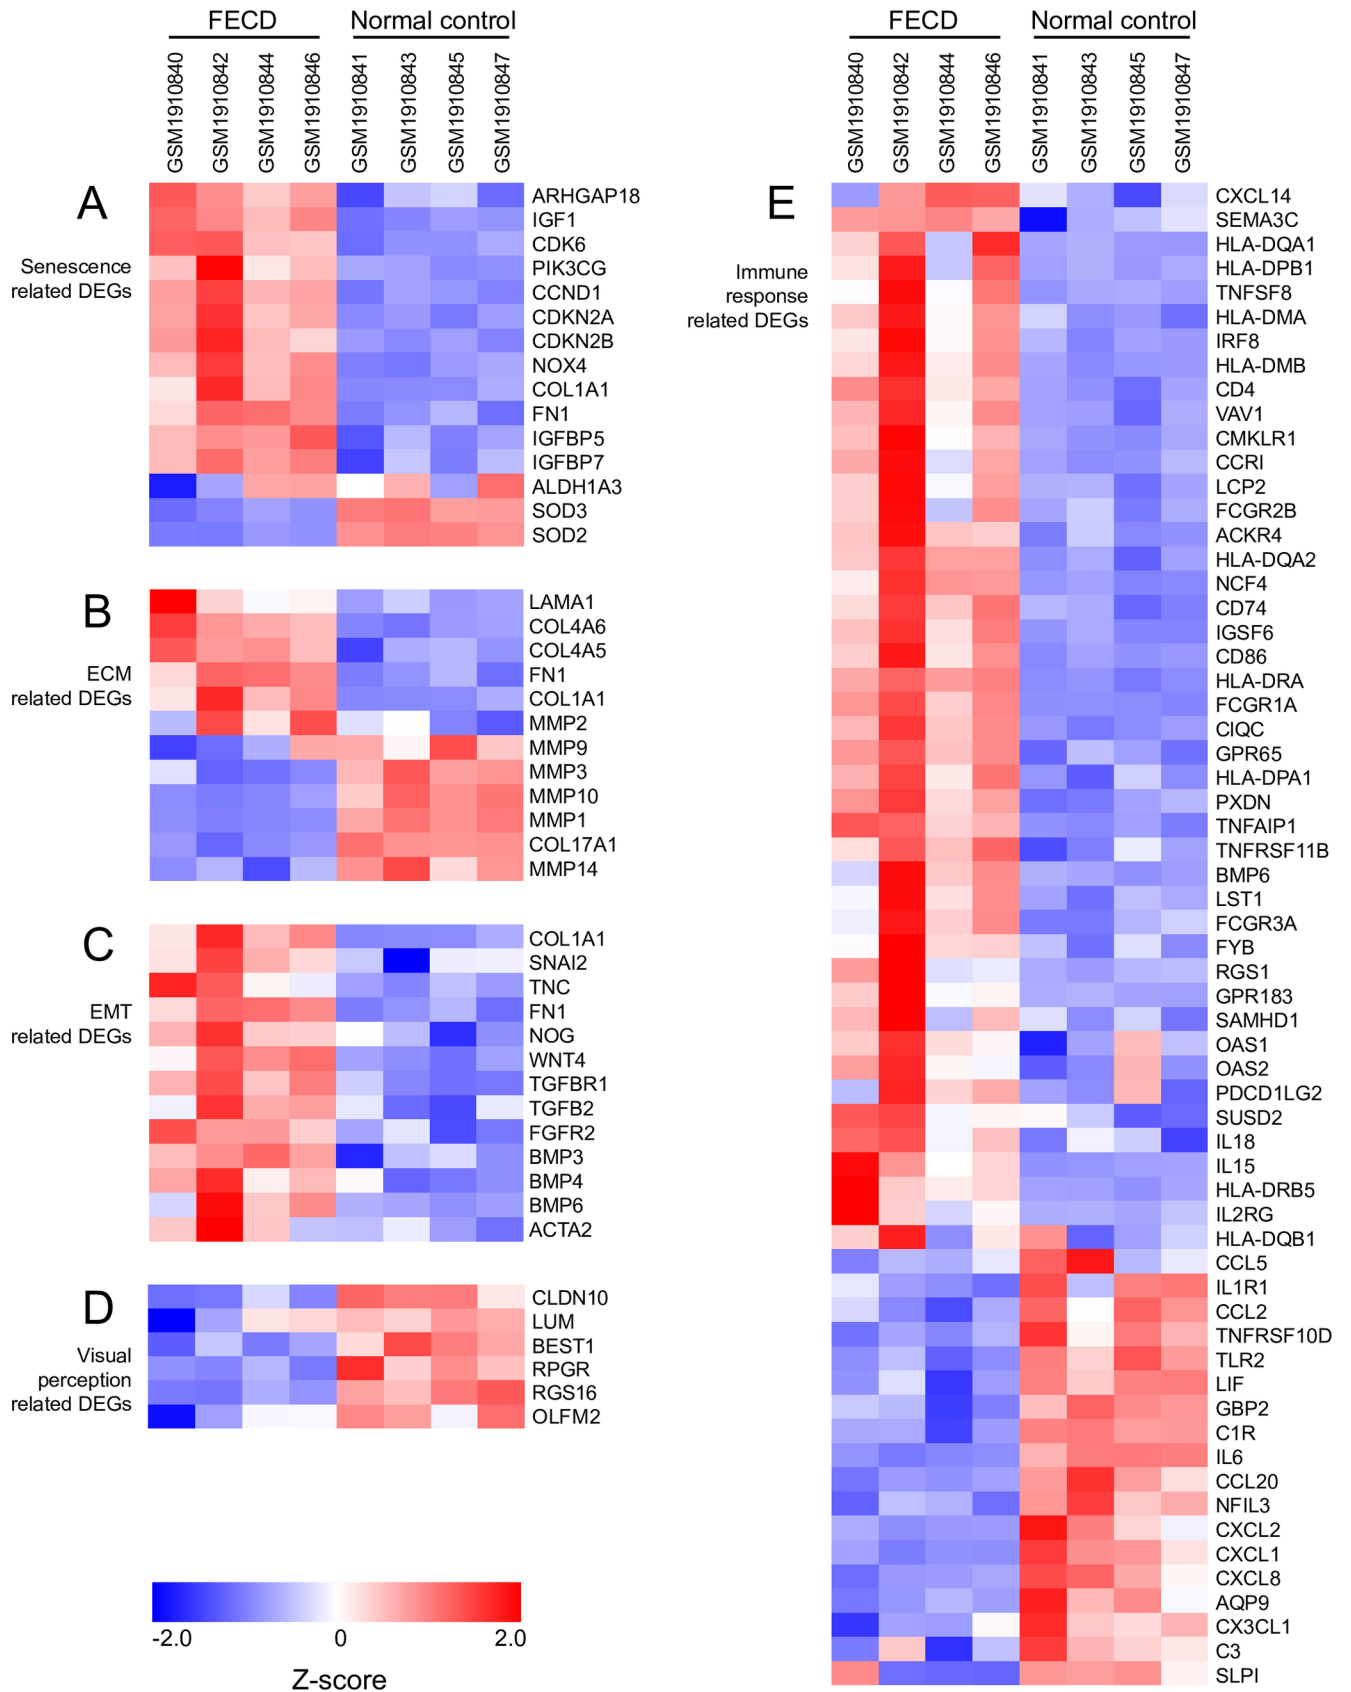 FECD
Normal control
GSM1910840
GSM1910842
GSM1910844
GSM1910846
GSM1910841
GSM1910843
GSM1910845
GSM1910847
A
Senescence
related DEGs
ARHGAP18
IGF1
CDK6
PIK3CG
CCND1
CDKN2A
CDKN2B
NOX4
COL1A1
FN1
IGFBP5
IGFBP7
ALDH1A3
SOD3
SOD2
B
ECM
related DEGs
LAMA1
COL4A6
COL4A5
FN1
COL1A1
MMP2
MMP9
MMP3
MMP10
MMP1
COL17A1
MMP14
C
EMT
related DEGs
COL1A1
SNAI2
TNC
FN1
NOG
WNT4
TGFBR1
TGFB2
FGFR2
BMP3
BMP4
BMP6
ACTA2
D
Visual
perception
related DEGs
CLDN10
LUM
BEST1
RPGR
RGS16
OLFM2
-2.0
0
2.0
Z-score
FECD
Normal control
GSM1910840
GSM1910842
GSM1910844
GSM1910846
GSM1910841
GSM1910843
GSM1910845
GSM1910847
E
Immune
response
related DEGs
CXCL14
SEMA3C
HLA-DQA1
HLA-DPB1
TNFSF8
HLA-DMA
IRF8
HLA-DMB
CD4
VAV1
CMKLR1
CCRI
LCP2
FCGR2B
ACKR4
HLA-DQA2
NCF4
CD74
IGSF6
CD86
HLA-DRA
FCGR1A
CIQC
GPR65
HLA-DPA1
PXDN
TNFAIP1
TNFRSF11B
BMP6
LST1
FCGR3A
FYB
RGS1
GPR183
SAMHD1
OAS1
OAS2
PDCD1LG2
SUSD2
IL18
IL15
HLA-DRB5
IL2RG
HLA-DQB1
CCL5
IL1R1
CCL2
TNFRSF10D
TLR2
LIF
GBP2
C1R
IL6
CCL20
NFIL3
CXCL2
CXCL1
CXCL8
AQP9
CX3CL1
C3
SLPI